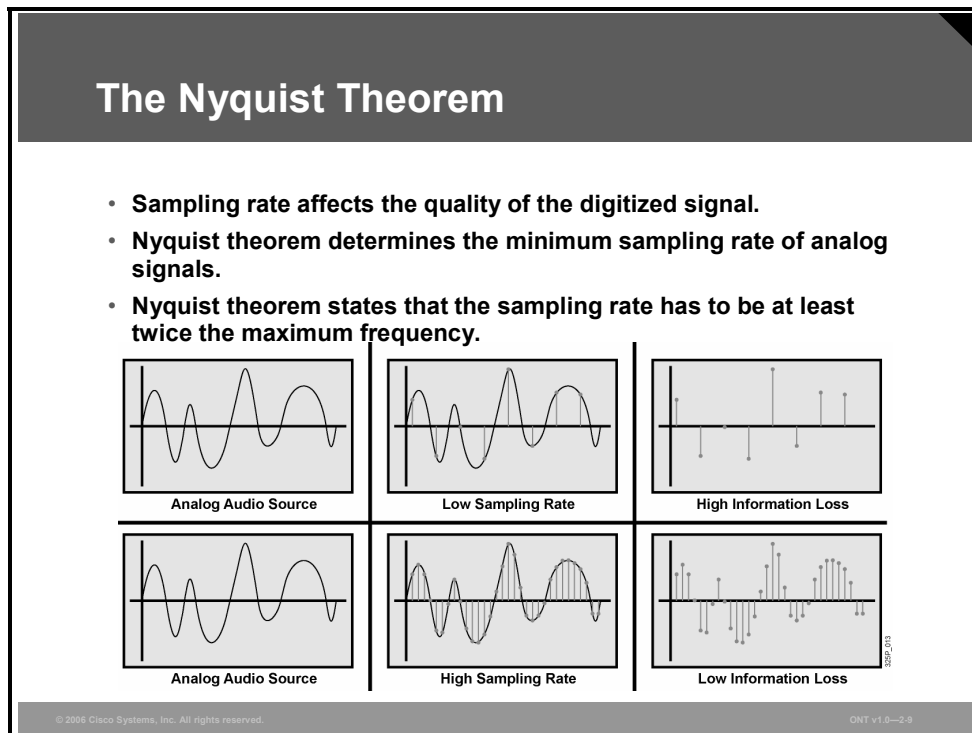 The Nyquist Theorem
• Sampling rate affects the quality of the digitized signal.
• Nyquist theorem determines the minimum sampling rate of analog
signals.
• Nyquist theorem states that the sampling rate has to be at least
twice the maximum frequency.
Analog Audio Source
Low Sampling Rate
High Information Loss
Analog Audio Source
High Sampling Rate
Low Information Loss
325P_013
© 2006 Cisco Systems, Inc. All rights reserved.
ONT v1.0—2-9